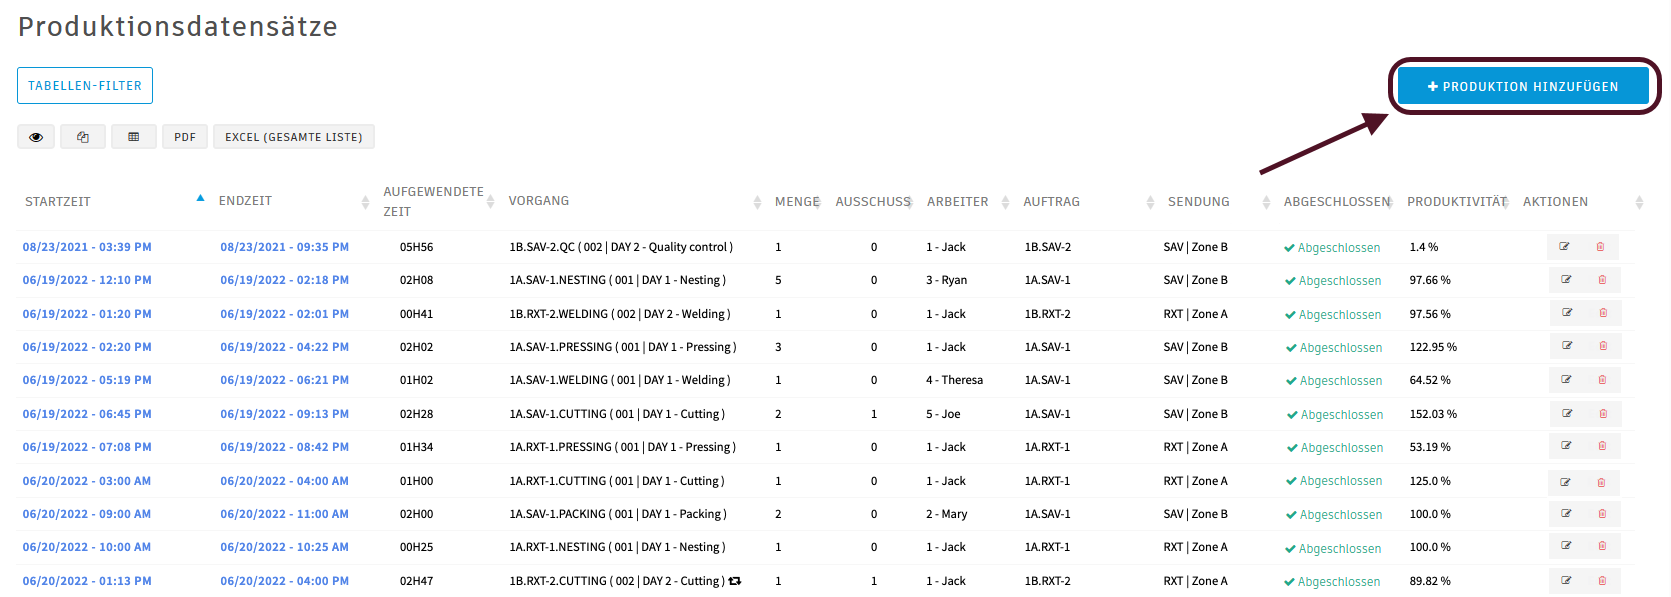 Produktionsdatensätze
TABELLEN-FILTER
PRODUKTION HINZUFÜGEN
PDF EXCEL (GESAMTE LISTE)
STARTZEIT ENDZEIT AUFGEWENDETE ZEIT VORGANG MENGE AUSSCHUSS ARBEITER AUFTRAG SENDUNG ABGESCHLOSSEN PRODUKTIVITÄT AKTIONEN
08/23/2021 - 03:39 PM 08/23/2021 - 09:35 PM 05H56 1B.SAV-2.QC ( 002 | DAY 2 - Quality control ) 1 0 1 - Jack 1B.SAV-2 SAV | Zone B Abgeschlossen 1.4 %
06/19/2022 - 12:10 PM 06/19/2022 - 02:18 PM 02H08 1A.SAV-1.NESTING ( 001 | DAY 1 - Nesting ) 5 0 3 - Ryan 1A.SAV-1 SAV | Zone B Abgeschlossen 97.66 %
06/19/2022 - 01:20 PM 06/19/2022 - 02:01 PM 00H41 1B.RXT-2.WELDING ( 002 | DAY 2 - Welding ) 1 0 1 - Jack 1B.RXT-2 RXT | Zone A Abgeschlossen 97.56 %
06/19/2022 - 02:20 PM 06/19/2022 - 04:22 PM 02H02 1A.SAV-1.PRESSING ( 001 | DAY 1 - Pressing ) 3 0 1 - Jack 1A.SAV-1 SAV | Zone B Abgeschlossen 122.95 %
06/19/2022 - 05:19 PM 06/19/2022 - 06:21 PM 01H02 1A.SAV-1.WELDING ( 001 | DAY 1 - Welding ) 1 0 4 - Theresa 1A.SAV-1 SAV | Zone B Abgeschlossen 64.52 %
06/19/2022 - 06:45 PM 06/19/2022 - 09:13 PM 02H28 1A.SAV-1.CUTTING ( 001 | DAY 1 - Cutting ) 2 1 5 - Joe 1A.SAV-1 SAV | Zone B Abgeschlossen 152.03 %
06/19/2022 - 07:08 PM 06/19/2022 - 08:42 PM 01H34 1A.RXT-1.PRESSING ( 001 | DAY 1 - Pressing ) 1 0 1 - Jack 1A.RXT-1 RXT | Zone A Abgeschlossen 53.19 %
06/20/2022 - 03:00 AM 06/20/2022 - 04:00 AM 01H00 1A.RXT-1.CUTTING ( 001 | DAY 1 - Cutting ) 1 0 1 - Jack 1A.RXT-1 RXT | Zone A Abgeschlossen 125.0 %
06/20/2022 - 09:00 AM 06/20/2022 - 11:00 AM 02H00 1A.SAV-1.PACKING ( 001 | DAY 1 - Packing ) 2 0 2 - Mary 1A.SAV-1 SAV | Zone B Abgeschlossen 100.0 %
06/20/2022 - 10:00 AM 06/20/2022 - 10:25 AM 00H25 1A.RXT-1.NESTING ( 001 | DAY 1 - Nesting ) 1 0 1 - Jack 1A.RXT-1 RXT | Zone A Abgeschlossen 100.0 %
06/20/2022 - 01:13 PM 06/20/2022 - 04:00 PM 02H47 1B.RXT-2.CUTTING ( 002 | DAY 2 - Cutting ) 1 1 1 - Jack 1B.RXT-2 RXT | Zone A Abgeschlossen 89.82 %